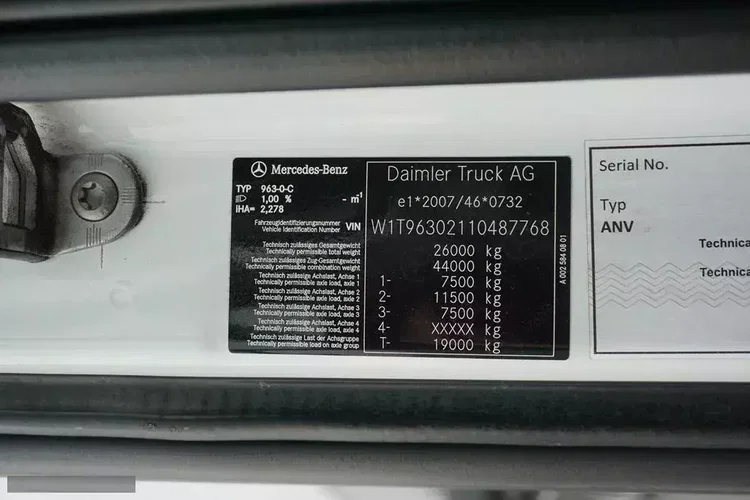 Mercedes-Benz
TYP 963-0-C
1,00 % - m⁻¹
IHA= 2,278
Fahrzeugidentifizierungsnummer
Vehicle Identification Number VIN
Technisch zulässiges Gesamtgewicht
Technically permissible total weight
Technisch zulässiges Zug-Gesamtgewicht
Technically permissible combination weight
Technisch zulässige Achslast, Achse 1
Technically permissible axle load, axle 1
Technisch zulässige Achslast, Achse 2
Technically permissible axle load, axle 2
Technisch zulässige Achslast, Achse 3
Technically permissible axle load, axle 3
Technisch zulässige Achslast, Achse 4
Technically permissible axle load, axle 4
Technisch zulässige Last der Achsgruppe
Technically permissible load on axle group
Daimler Truck AG
e1*2007/46*0732
W1T96302110487768
26000 kg
44000 kg
1- 7500 kg
2- 11500 kg
3- 7500 kg
4- XXXXX kg
T- 19000 kg
A 002 584 08 01
Serial No.
Typ
ANV
Technic
Technica